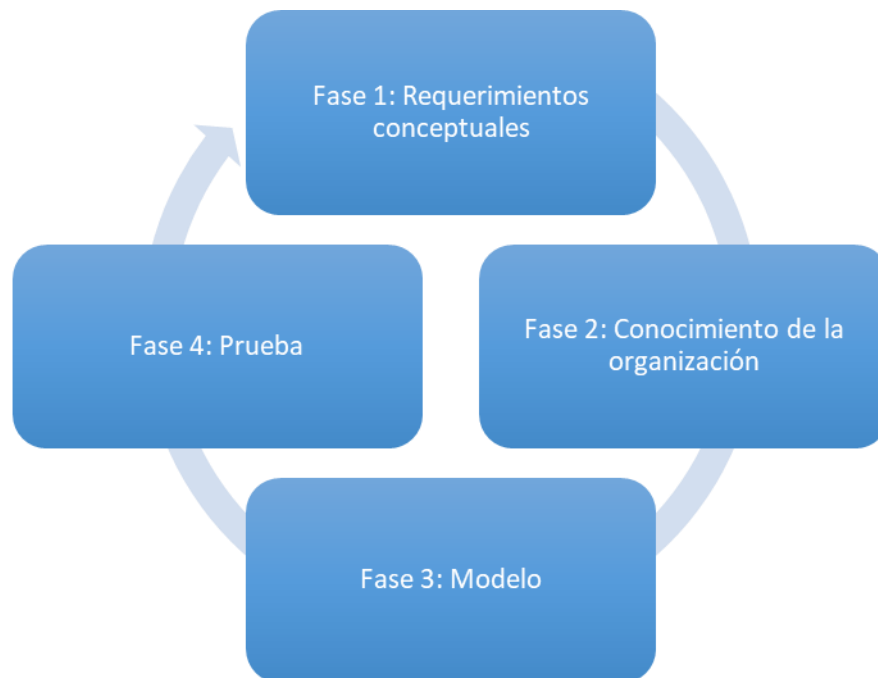 Fase 1: Requerimientos
conceptuales
Fase 2: Conocimiento de la
organización
Fase 4: Prueba
Fase 3: Modelo